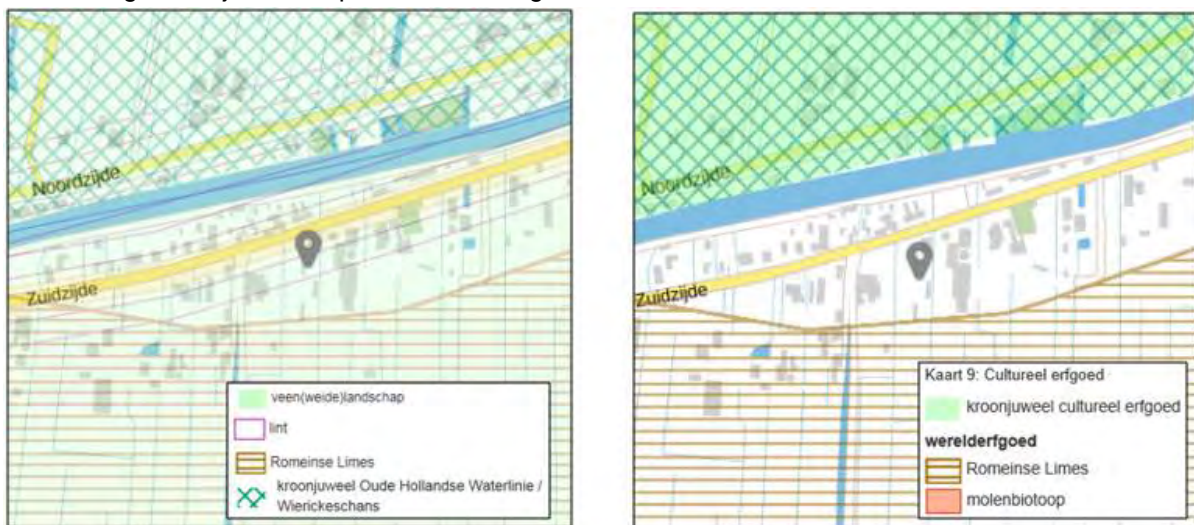 Noordzijde
Zuidzijde
veen(weide)landschap
lint
Romeinse Limes
kroonjuweel Oude Hollandse Waterlinie /
Wierickeschans
Noordzijde
Zuidzijde
Kaart 9: Cultureel erfgoed
kroonjuweel cultureel erfgoed
werelderfgoed
Romeinse Limes
molenbiotoop